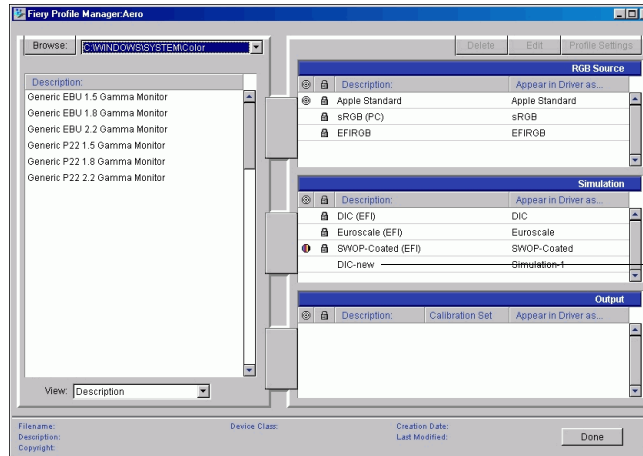 Fiery Profile Manager:Aero
Browse: C:\WINDOWS\SYSTEM\Color
Description:
Generic EBU 1.5 Gamma Monitor
Generic EBU 1.8 Gamma Monitor
Generic EBU 2.2 Gamma Monitor
Generic P22 1.5 Gamma Monitor
Generic P22 1.8 Gamma Monitor
Generic P22 2.2 Gamma Monitor
View: Description
Delete Edit Profile Settings
RGB Source
Description: Appear in Driver as...
Apple Standard Apple Standard
sRGB (PC) sRGB
EFIRGB EFIRGB
Simulation
Description: Appear in Driver as...
DIC (EFI) DIC
Euroscale (EFI) Euroscale
SWOP-Coated (EFI) SWOP-Coated
DIC-new Simulation-1
Output
Description: Calibration Set Appear in Driver as...
Filename: Device Class: Creation Date:
Description: Last Modified:
Copyright:
Done